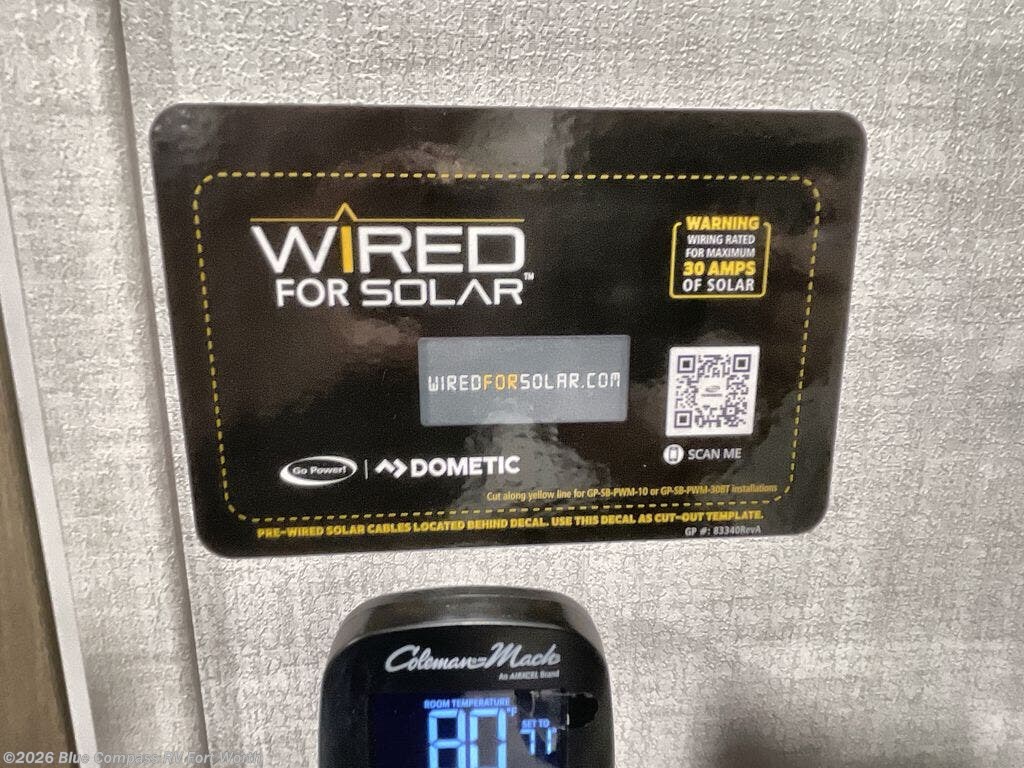 WIRED
FOR SOLAR™
WARNING
WIRING RATED
FOR MAXIMUM
30 AMPS
OF SOLAR
WIREDFORSOLAR.COM
SCAN ME
Go Power! | DOMETIC
Cut along yellow line for GP-SB-PWM-10 or GP-SB-PWM-30BT installations
PRE-WIRED SOLAR CABLES LOCATED BEHIND DECAL. USE THIS DECAL AS CUT-OUT TEMPLATE.
GP #: 83340RevA
Coleman-Mach
An AIRXCEL Brand
ROOM TEMPERATURE
80°F
SET TO
©2026 Blue Compass RV Fort Worth